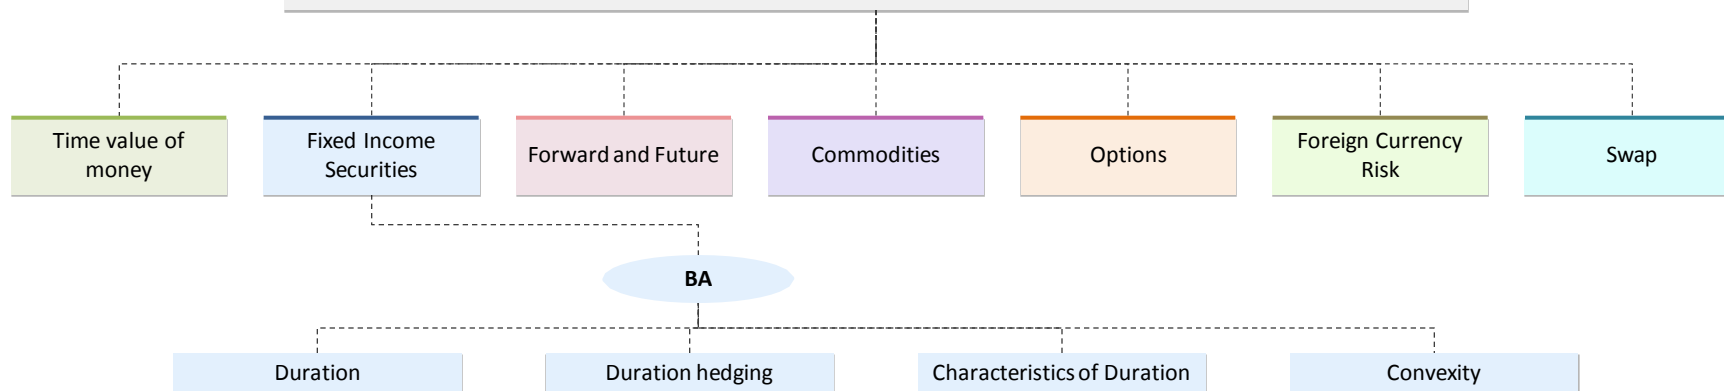 Time value of
money
Fixed Income
Securities
Forward and Future
Commodities
Options
Foreign Currency
Risk
Swap
BA
Duration
Duration hedging
Characteristics of Duration
Convexity